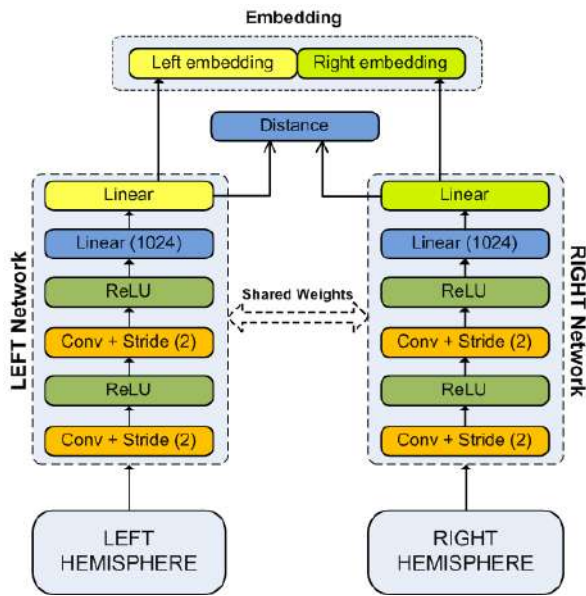 Embedding
Left embedding
Right embedding
Distance
Linear
Linear (1024)
ReLU
Conv + Stride (2)
ReLU
Conv + Stride (2)
LEFT Network
LEFT
HEMISPHERE
Shared Weights
Linear
Linear (1024)
ReLU
Conv + Stride (2)
ReLU
Conv + Stride (2)
RIGHT Network
RIGHT
HEMISPHERE